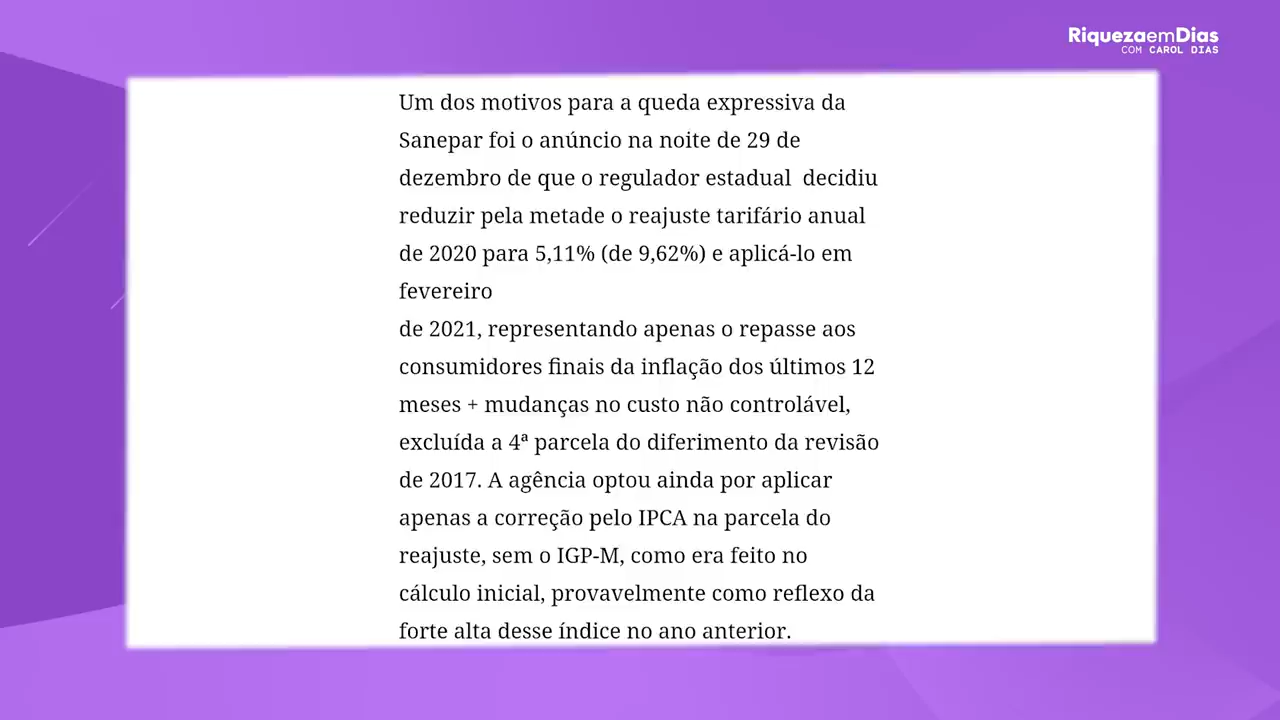 RiquezaemDias
COM CAROL DIAS
Um dos motivos para a queda expressiva da
Sanepar foi o anúncio na noite de 29 de
dezembro de que o regulador estadual  decidiu
reduzir pela metade o reajuste tarifário anual
de 2020 para 5,11% (de 9,62%) e aplicá-lo em
fevereiro
de 2021, representando apenas o repasse aos
consumidores finais da inflação dos últimos 12
meses + mudanças no custo não controlável,
excluída a 4ª parcela do diferimento da revisão
de 2017. A agência optou ainda por aplicar
apenas a correção pelo IPCA na parcela do
reajuste, sem o IGP-M, como era feito no
cálculo inicial, provavelmente como reflexo da
forte alta desse índice no ano anterior.